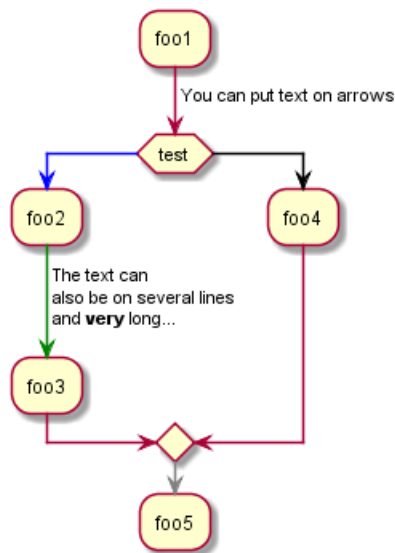 foo1
You can put text on arrows
test
foo2
foo4
The text can
also be on several lines
and very long...
foo3
foo5